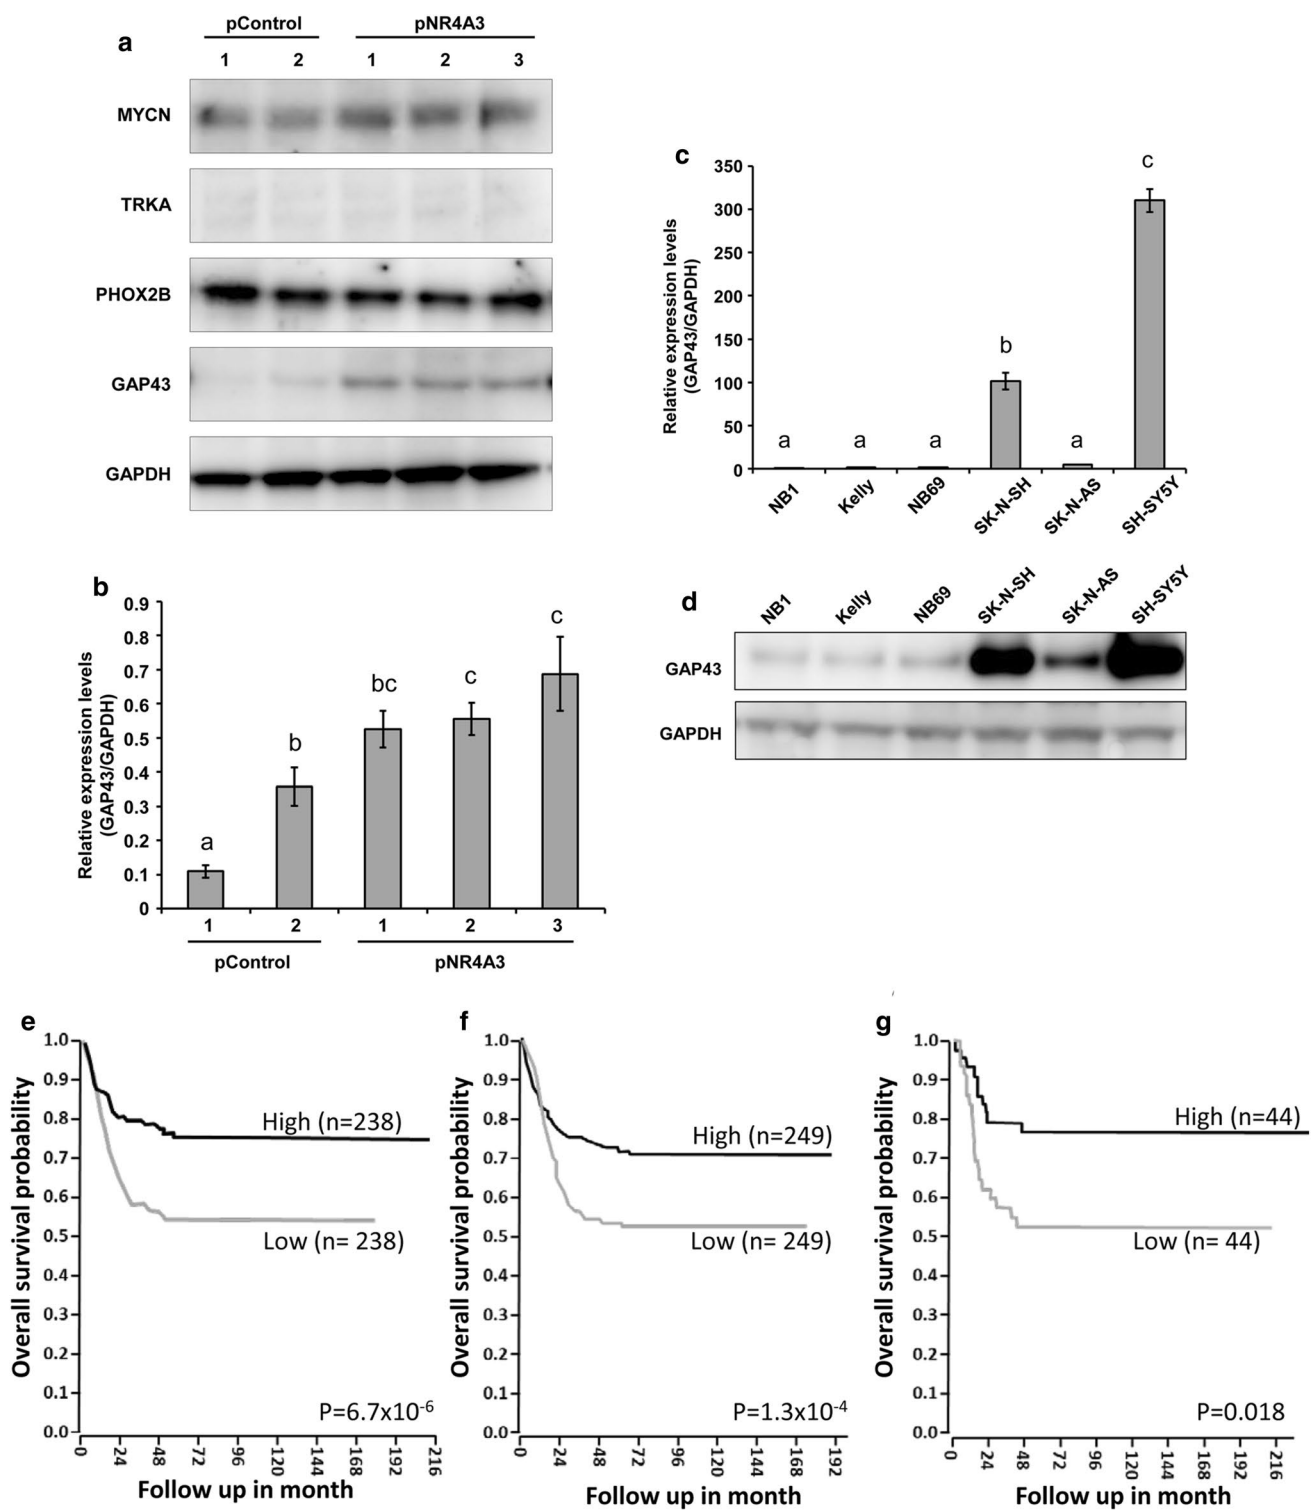 a
pControl pNR4A3
1 2 1 2 3
MYCN
TRKA
PHOX2B
GAP43
GAPDH
b
Relative expression levels
(GAP43/GAPDH)
0.9
0.8
0.7
0.6
0.5
0.4
0.3
0.2
0.1
0
a b bc c c
1 2 1 2 3
pControl pNR4A3
c
Relative expression levels
(GAP43/GAPDH)
350
300
250
200
150
100
50
0
a a a b a c
NB1 Kelly NB69 SK-N-SH SK-N-AS SH-SY5Y
d
NB1 Kelly NB69 SK-N-SH SK-N-AS SH-SY5Y
GAP43
GAPDH
e
Overall survival probability
1.0
0.9
0.8
0.7
0.6
0.5
0.4
0.3
0.2
0.1
0.0
High (n=238)
Low (n= 238)
P=6.7x10-6
0 24 48 72 96 120 144 168 192 216
Follow up in month
f
Overall survival probability
1.0
0.9
0.8
0.7
0.6
0.5
0.4
0.3
0.2
0.1
0.0
High (n=249)
Low (n= 249)
P=1.3x10-4
0 24 48 72 96 120 144 168 192
Follow up in month
g
Overall survival probability
1.0
0.9
0.8
0.7
0.6
0.5
0.4
0.3
0.2
0.1
0.0
High (n=44)
Low (n= 44)
P=0.018
0 24 48 72 96 120 144 168 192 216
Follow up in month